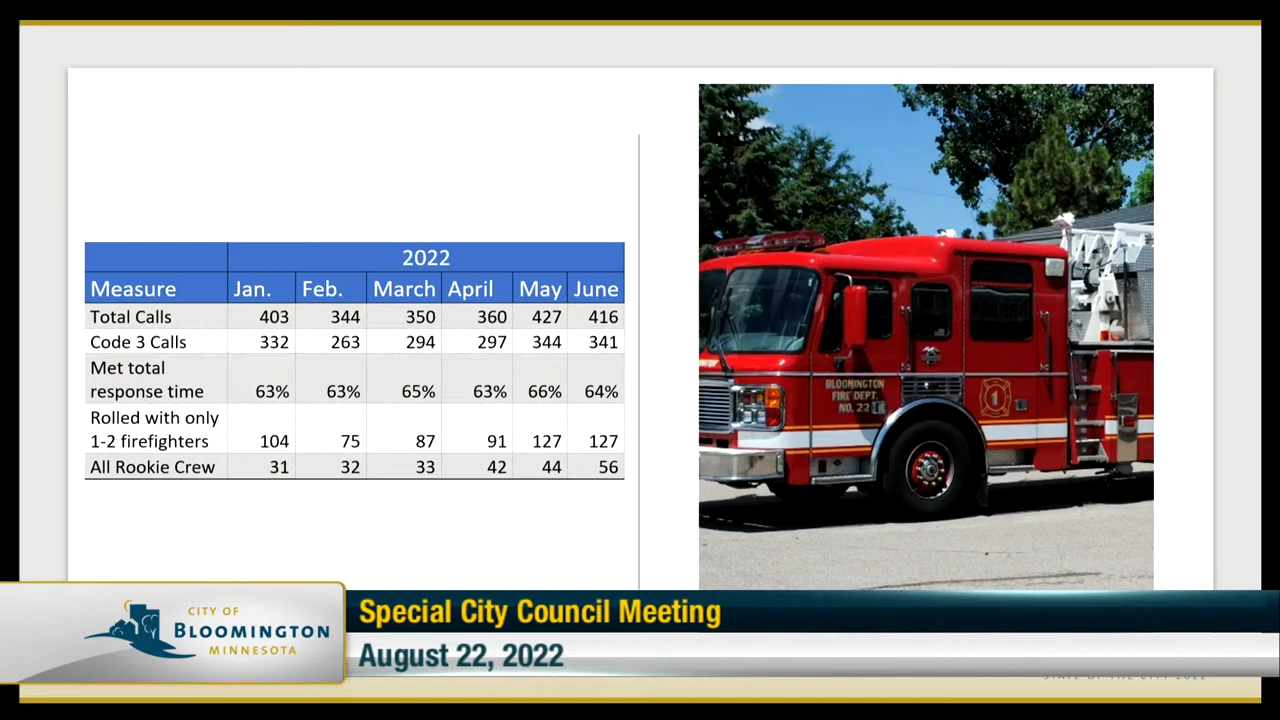 2022
Measure Jan. Feb. March April May June
Total Calls 403 344 350 360 427 416
Code 3 Calls 332 263 294 297 344 341
Met total
response time 63% 63% 65% 63% 66% 64%
Rolled with only
1-2 firefighters 104 75 87 91 127 127
All Rookie Crew 31 32 33 42 44 56
BLOOMINGTON
FIRE DEPT.
NO. 22
1
CITY OF
BLOOMINGTON
MINNESOTA
Special City Council Meeting
August 22, 2022